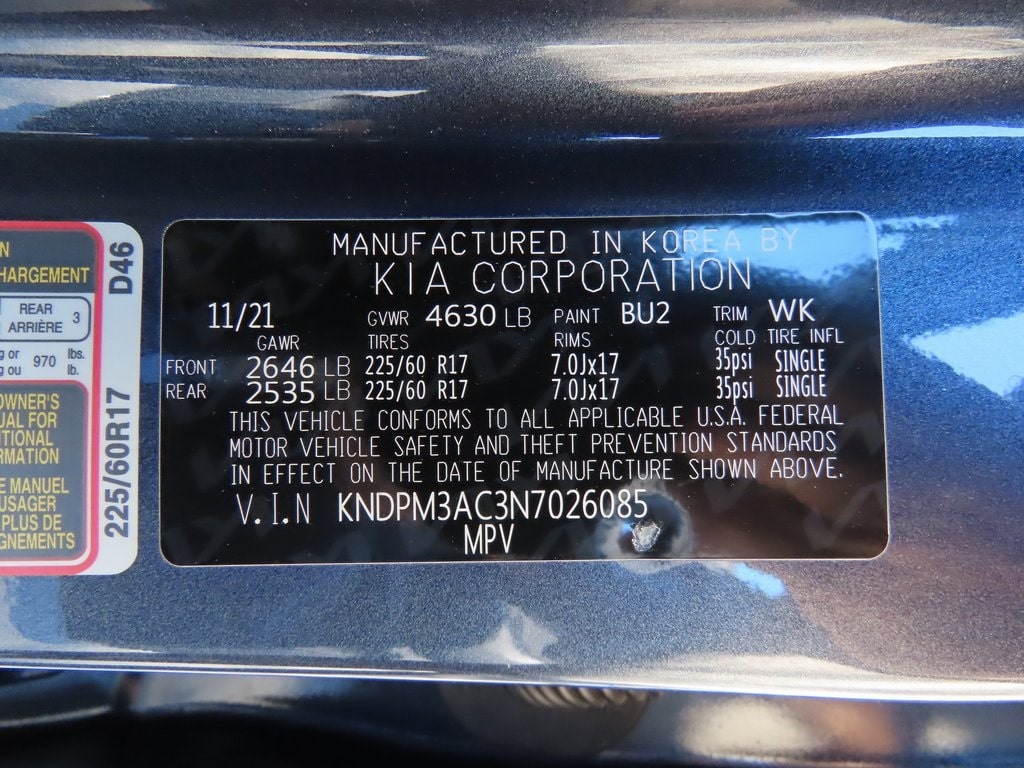 N
HARGEMENT
REAR
ARRIÈRE 3
g or 970 lbs.
g ou lb.
OWNER'S
UAL FOR
ITIONAL
RMATION
E MANUEL
USAGER
PLUS DE
GNEMENTS
D46
225/60R17
MANUFACTURED IN KOREA BY
KIA CORPORATION
11/21 GVWR 4630 LB PAINT BU2 TRIM WK
GAWR TIRES RIMS COLD TIRE INFL
FRONT 2646 LB 225/60 R17 7.0Jx17 35psi SINGLE
REAR 2535 LB 225/60 R17 7.0Jx17 35psi SINGLE
THIS VEHICLE CONFORMS TO ALL APPLICABLE U.S.A. FEDERAL
MOTOR VEHICLE SAFETY AND THEFT PREVENTION STANDARDS
IN EFFECT ON THE DATE OF MANUFACTURE SHOWN ABOVE.
V.I.N KNDPM3AC3N7026085
MPV